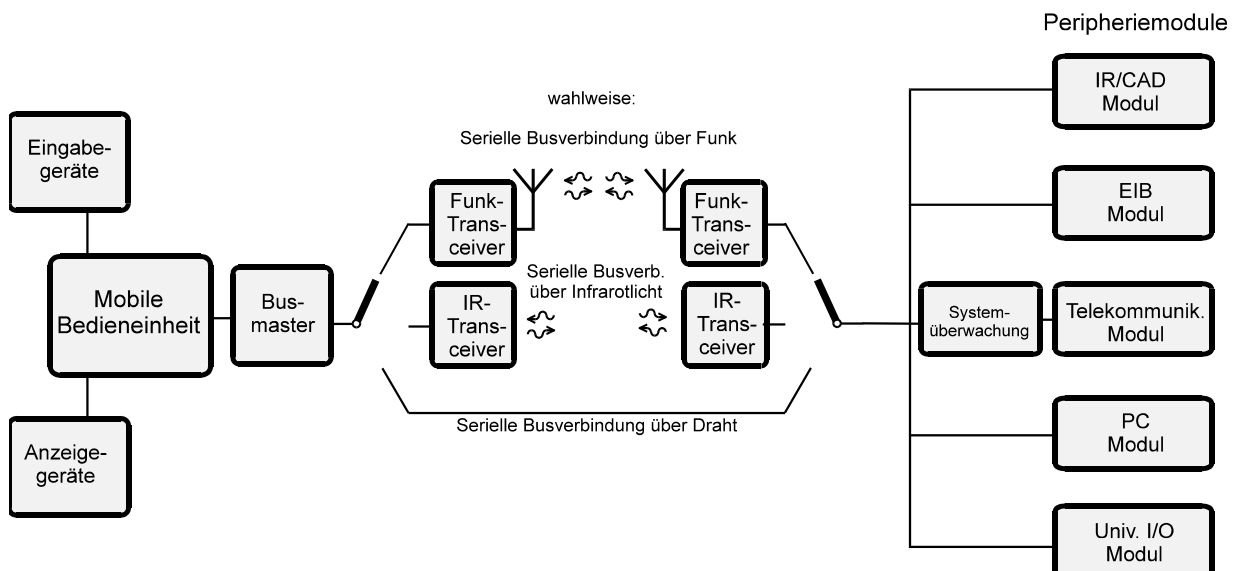 Peripheriemodule
Eingabe-
geräte
Mobile
Bedieneinheit
Anzeige-
geräte
Bus-
master
wahlweise:
Serielle Busverbindung über Funk
Funk-
Trans-
ceiver
Funk-
Trans-
ceiver
Serielle Busverb.
über Infrarotlicht
IR-
Trans-
ceiver
IR-
Trans-
ceiver
Serielle Busverbindung über Draht
System-
überwachung
IR/CAD
Modul
EIB
Modul
Telekommunik.
Modul
PC
Modul
Univ. I/O
Modul